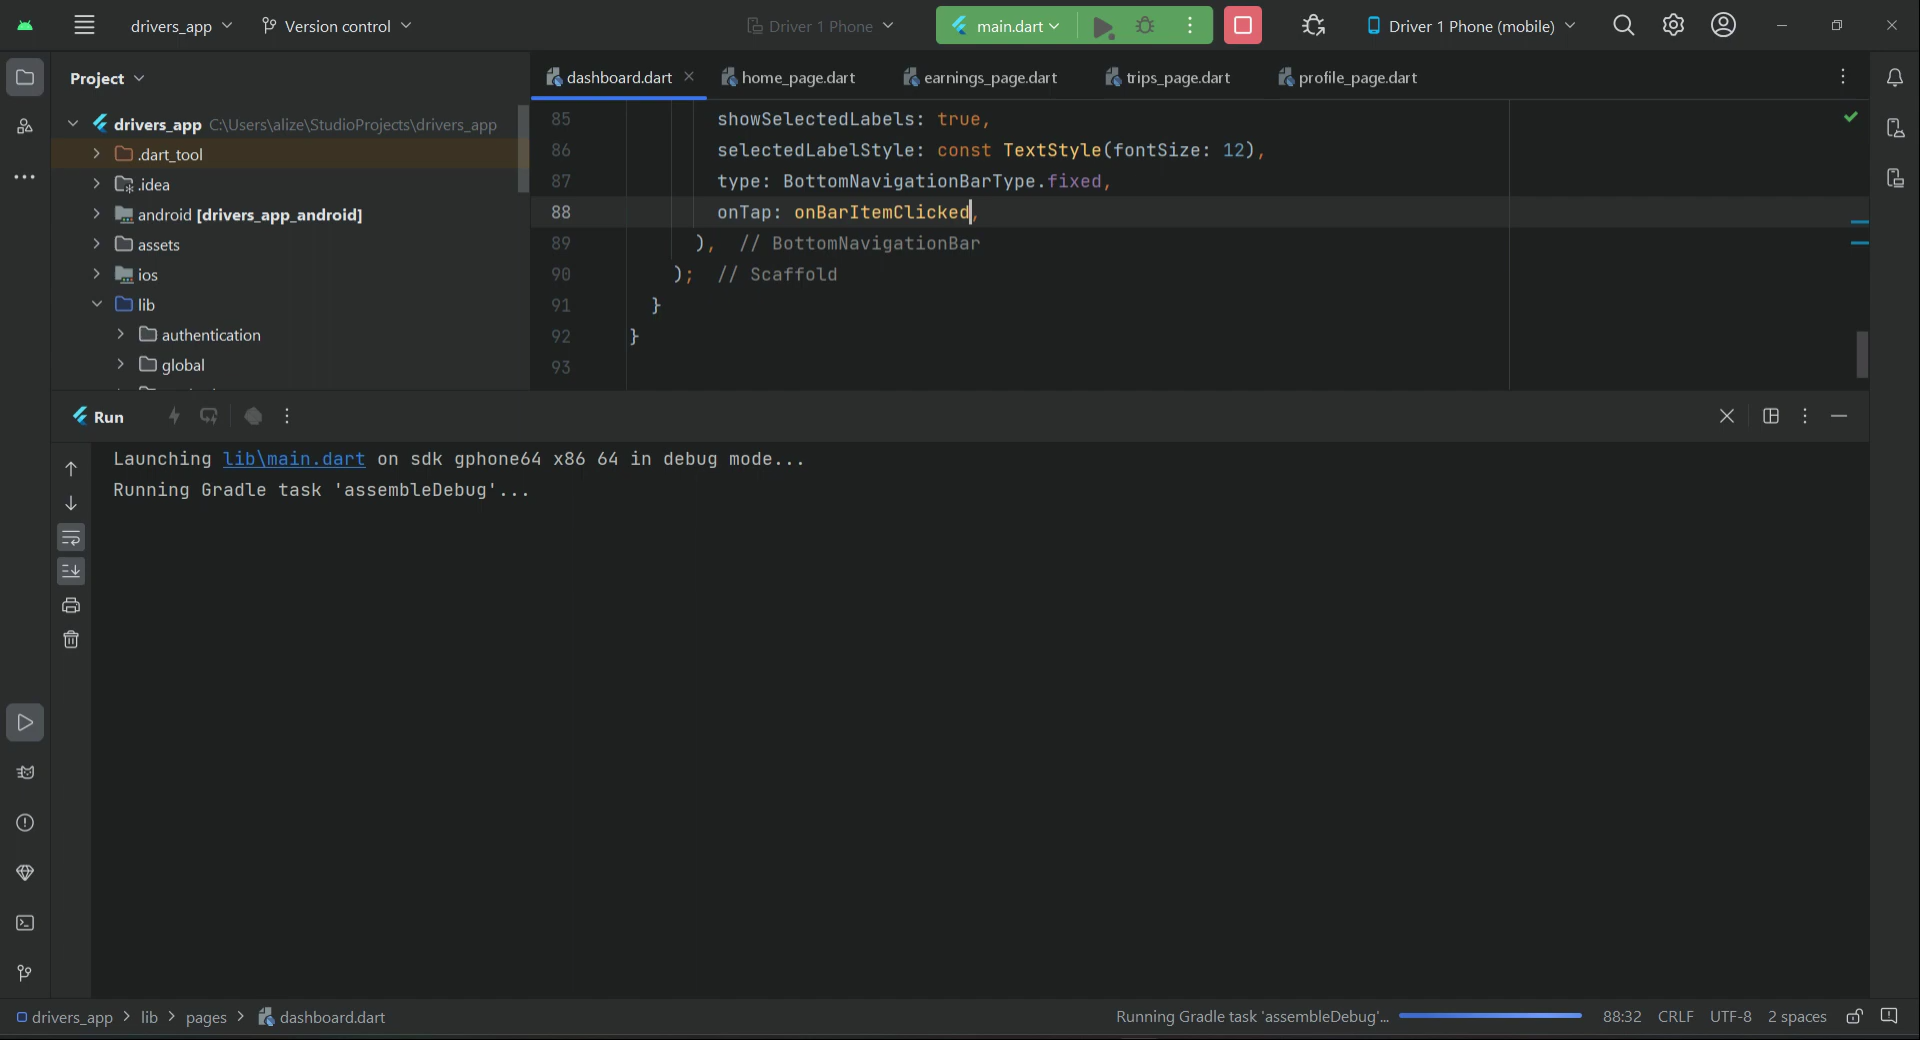 drivers_app
Version control
Driver 1 Phone
main.dart
Driver 1 Phone (mobile)
Project
dashboard.dart
home_page.dart
earnings_page.dart
trips_page.dart
profile_page.dart
drivers_app C:\Users\alize\StudioProjects\drivers_app
.dart_tool
.idea
android [drivers_app_android]
assets
ios
lib
authentication
global
85 showSelectedLabels: true,
86 selectedLabelStyle: const TextStyle(fontSize: 12),
87 type: BottomNavigationBarType.fixed,
88 onTap: onBarItemClicked,
89 ), // BottomNavigationBar
90 ); // Scaffold
91 }
92 }
93
Run
Launching lib\main.dart on sdk gphone64 x86 64 in debug mode...
Running Gradle task 'assembleDebug'...
drivers_app > lib > pages > dashboard.dart
Running Gradle task 'assembleDebug'...
88:32 CRLF UTF-8 2 spaces